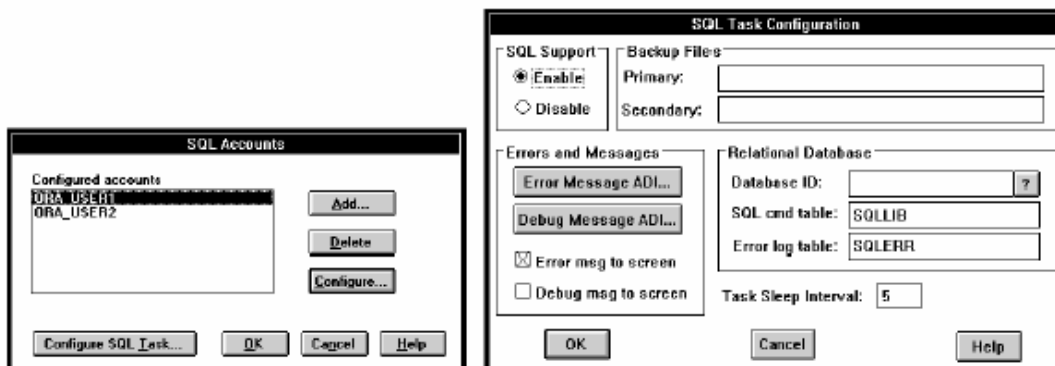 SQL Accounts
Configured accounts
ORA_USER1
ORA_USER2
Add...
Delete
Configure...
Configure SQL Task...
OK
Cancel
Help
SQL Task Configuration
SQL Support
Enable
Disable
Backup Files
Primary:
Secondary:
Errors and Messages
Error Message ADI...
Debug Message ADI...
Error msg to screen
Debug msg to screen
Relational Database
Database ID:
?
SQL cmd table: SQLLIB
Error log table: SQLERR
Task Sleep Interval: 5
OK
Cancel
Help